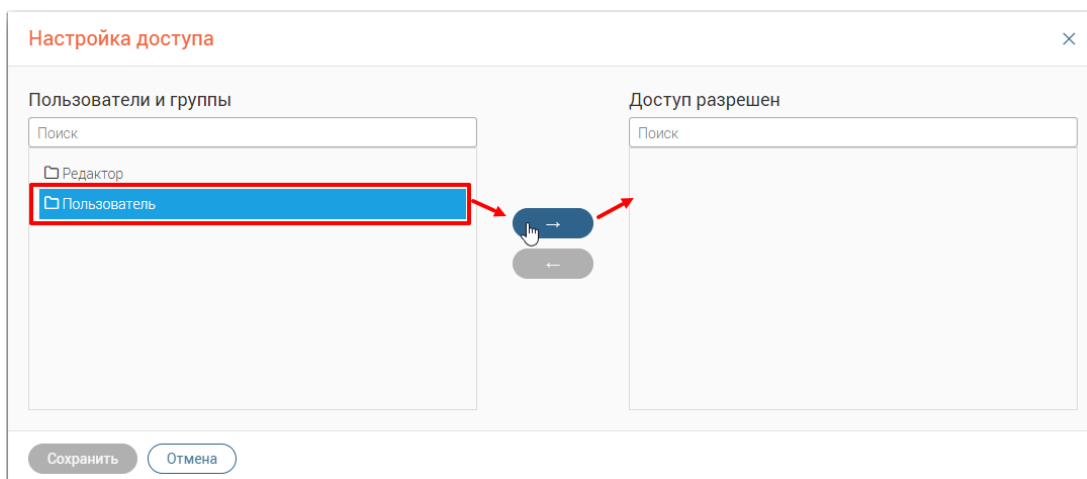 Настройка доступа
Пользователи и группы
Доступ разрешен
Поиск
Поиск
Редактор
Пользователь
→
←
Сохранить
Отмена